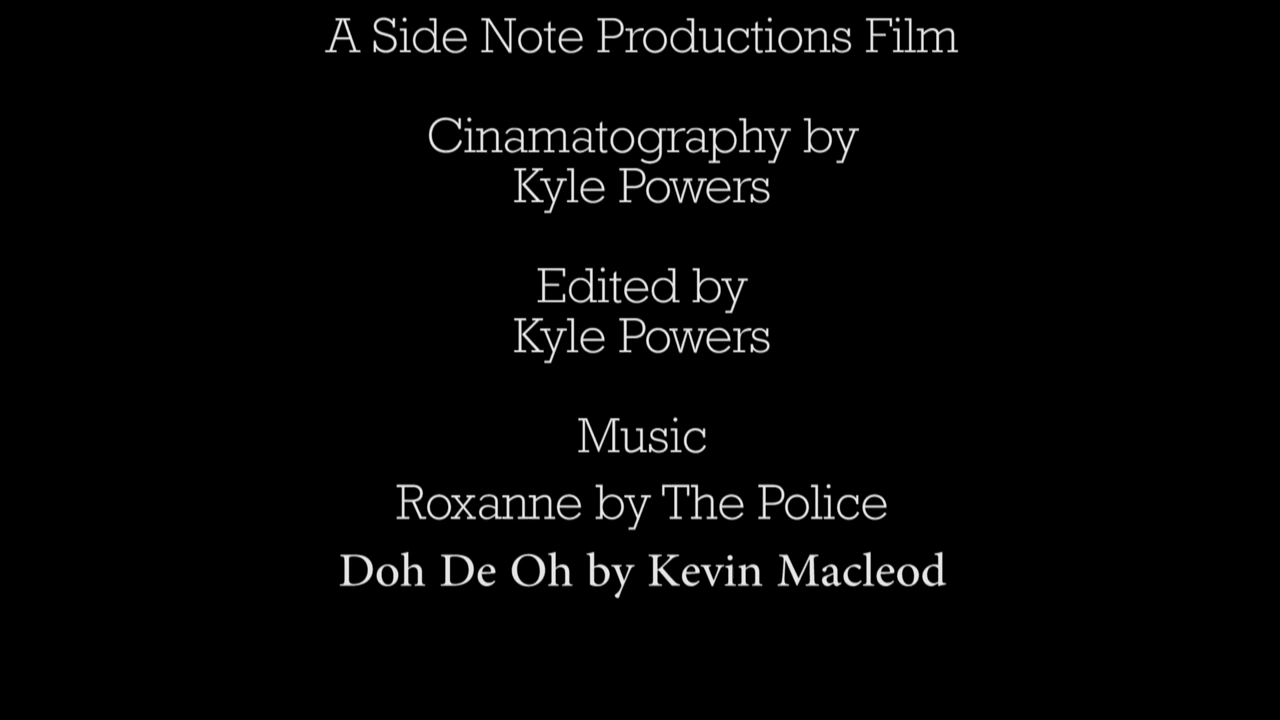 A Side Note Productions Film
Cinamatography by
Kyle Powers
Edited by
Kyle Powers
Music
Roxanne by The Police
Doh De Oh by Kevin Macleod